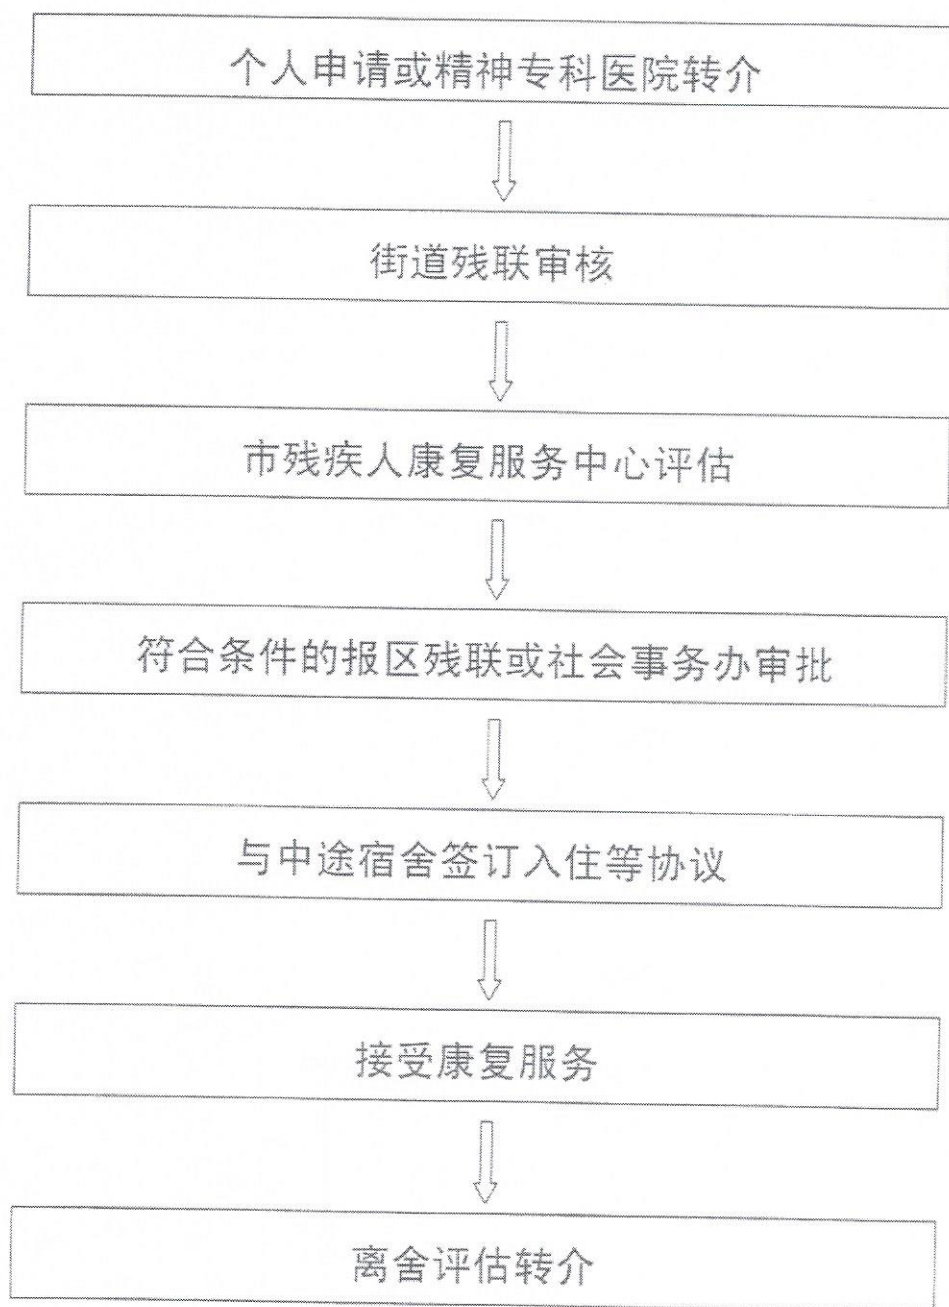 个人申请或精神专科医院转介
街道残联审核
市残疾人康复服务中心评估
符合条件的报区残联或社会事务办审批
与中途宿舍签订入住等协议
接受康复服务
离舍评估转介